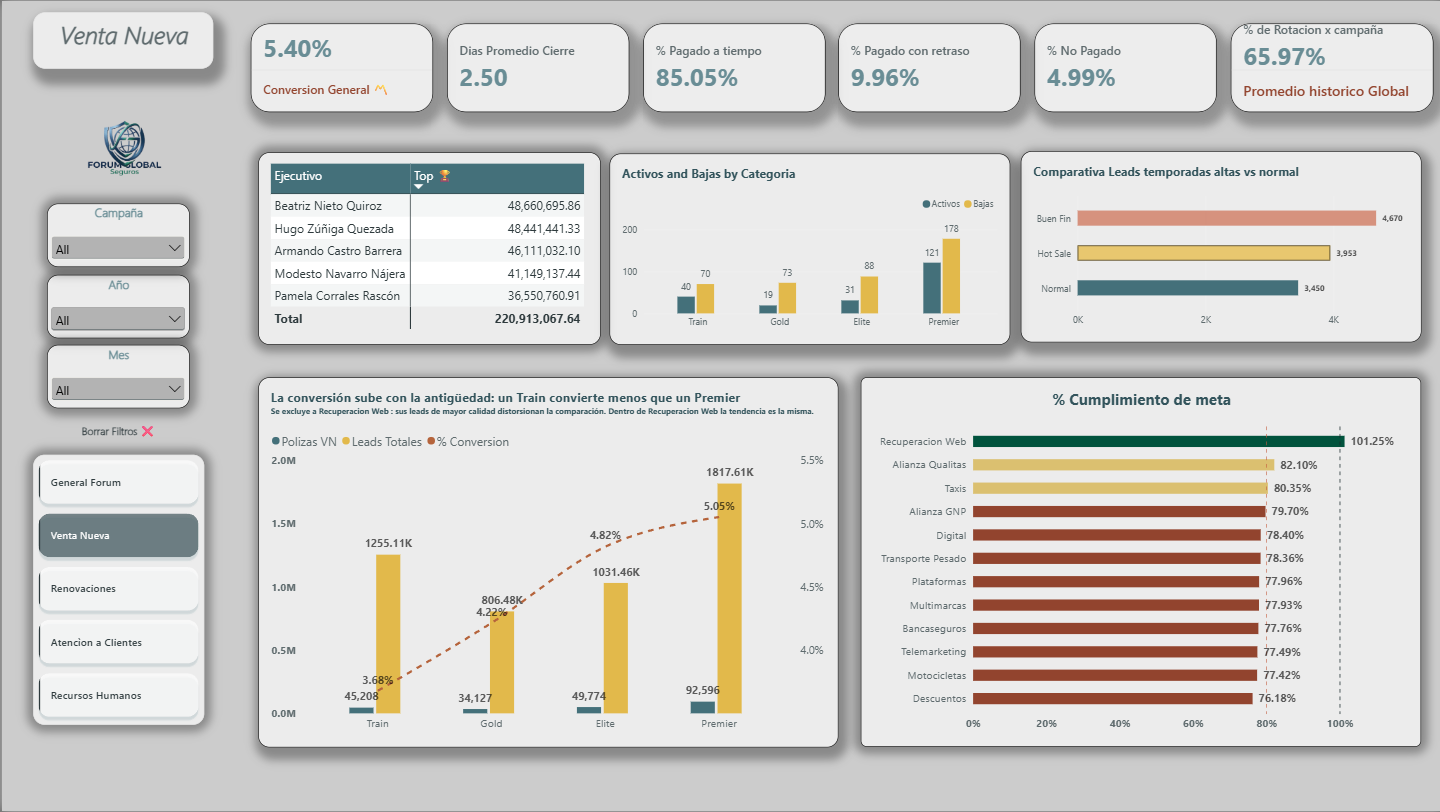 Venta Nueva
5.40%
Conversion General
Dias Promedio Cierre
2.50
% Pagado a tiempo
85.05%
% Pagado con retraso
9.96%
% No Pagado
4.99%
% de Rotacion x campaña
65.97%
Promedio historico Global
FORUM GLOBAL
Seguros
Campaña
All
Año
All
Mes
All
Borrar Filtros ❌
General Forum
Venta Nueva
Renovaciones
Atencion a Clientes
Recursos Humanos
Ejecutivo Top 🏆
Beatriz Nieto Quiroz 48,660,695.86
Hugo Zúñiga Quezada 48,441,441.33
Armando Castro Barrera 46,111,032.10
Modesto Navarro Nájera 41,149,137.44
Pamela Corrales Rascón 36,550,760.91
Total 220,913,067.64
Activos and Bajas by Categoria
Activos Bajas
200
100
0
40 70
19 73
31 88
121 178
Train Gold Elite Premier
Comparativa Leads temporadas altas vs normal
Buen Fin 4,670
Hot Sale 3,953
Normal 3,450
0K 2K 4K
La conversión sube con la antigüedad: un Train convierte menos que un Premier
Se excluye a Recuperacion Web : sus leads de mayor calidad distorsionan la comparación. Dentro de Recuperacion Web la tendencia es la misma.
Polizas VN Leads Totales % Conversion
2.0M
1.5M
1.0M
0.5M
0.0M
5.5%
5.0%
4.5%
4.0%
1255.11K
3.68%
45,208
806.48K
4.22%
34,127
1031.46K
4.82%
49,774
1817.61K
5.05%
92,596
Train Gold Elite Premier
% Cumplimiento de meta
Recuperacion Web 101.25%
Alianza Qualitas 82.10%
Taxis 80.35%
Alianza GNP 79.70%
Digital 78.40%
Transporte Pesado 78.36%
Plataformas 77.96%
Multimarcas 77.93%
Bancaseguros 77.76%
Telemarketing 77.49%
Motocicletas 77.42%
Descuentos 76.18%
0% 20% 40% 60% 80% 100%